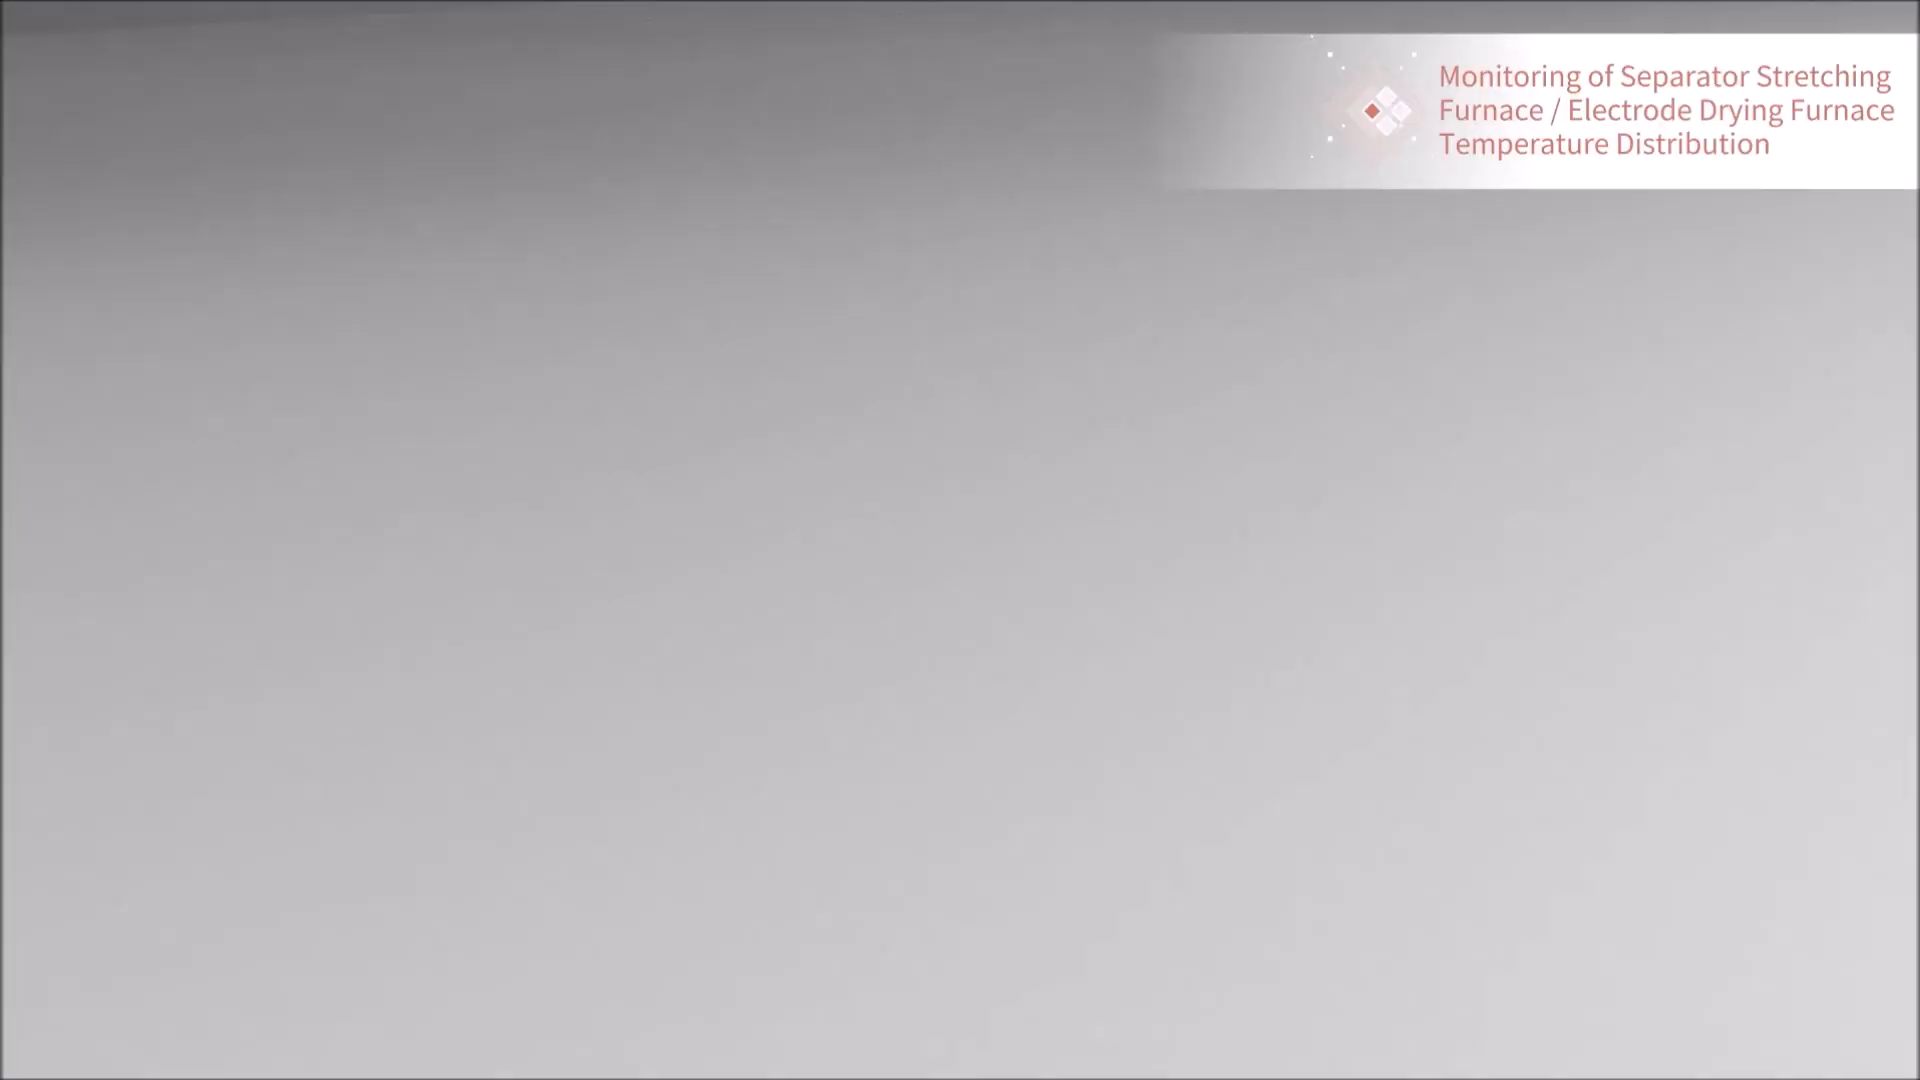 Monitoring of Separator Stretching
Furnace / Electrode Drying Furnace
Temperature Distribution